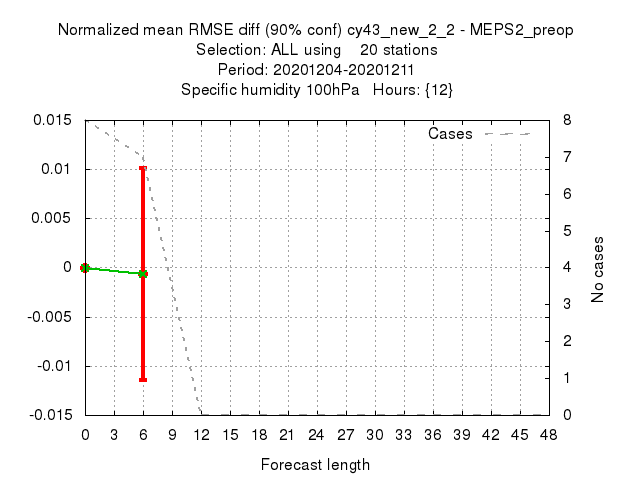 Normalized mean RMSE diff (90% conf) cy43_new_2_2 - MEPS2_preop
Selection: ALL using 20 stations
Period: 20201204-20201211
Specific humidity 100hPa Hours: {12}
Cases
0.015
0.01
0.005
0
-0.005
-0.01
-0.015
8
7
6
5
4
3
2
1
0
No cases
0 3 6 9 12 15 18 21 24 27 30 33 36 39 42 45 48
Forecast length